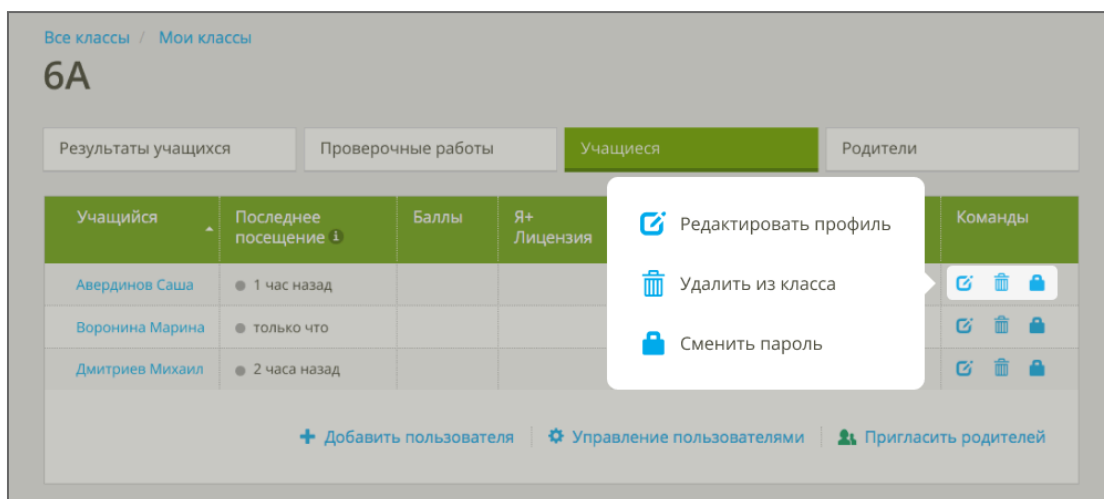 Все классы / Мои классы
6А
Результаты учащихся
Проверочные работы
Учащиеся
Родители
Учащийся
Последнее
посещение
Баллы
Я+
Лицензия
Команды
Редактировать профиль
Удалить из класса
Сменить пароль
Авердинов Саша
1 час назад
Воронина Марина
только что
Дмитриев Михаил
2 часа назад
Добавить пользователя
Управление пользователями
Пригласить родителей